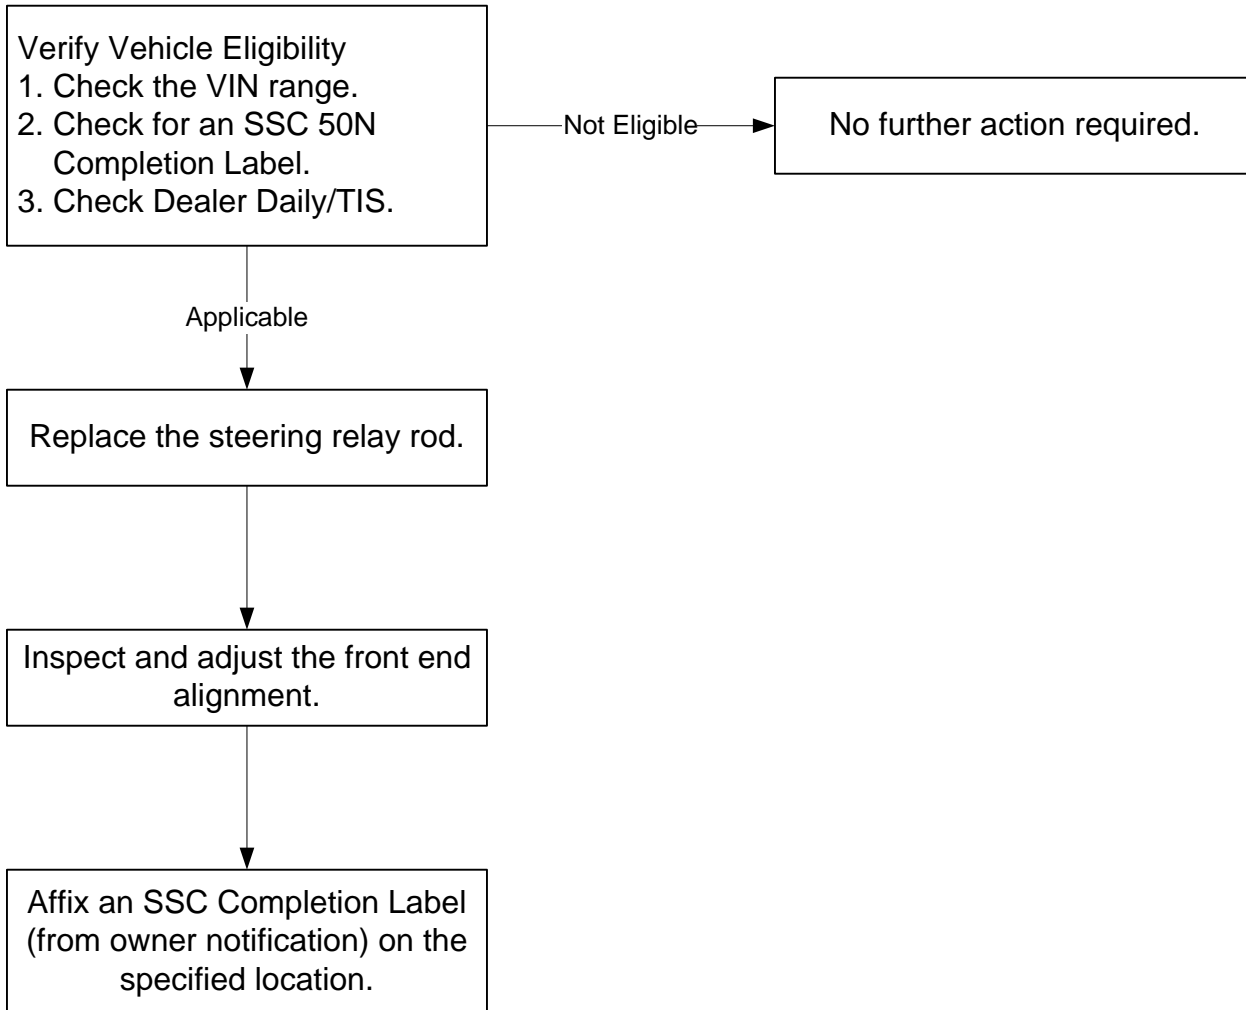 Verify Vehicle Eligibility
1. Check the VIN range.
2. Check for an SSC 50N
Completion Label.
3. Check Dealer Daily/TIS.
Not Eligible
No further action required.
Applicable
Replace the steering relay rod.
Inspect and adjust the front end
alignment.
Affix an SSC Completion Label
(from owner notification) on the
specified location.